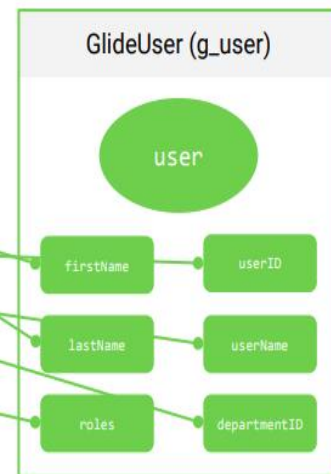 GlideUser (g_user)
user
firstName
userID
lastName
userName
roles
departmentID